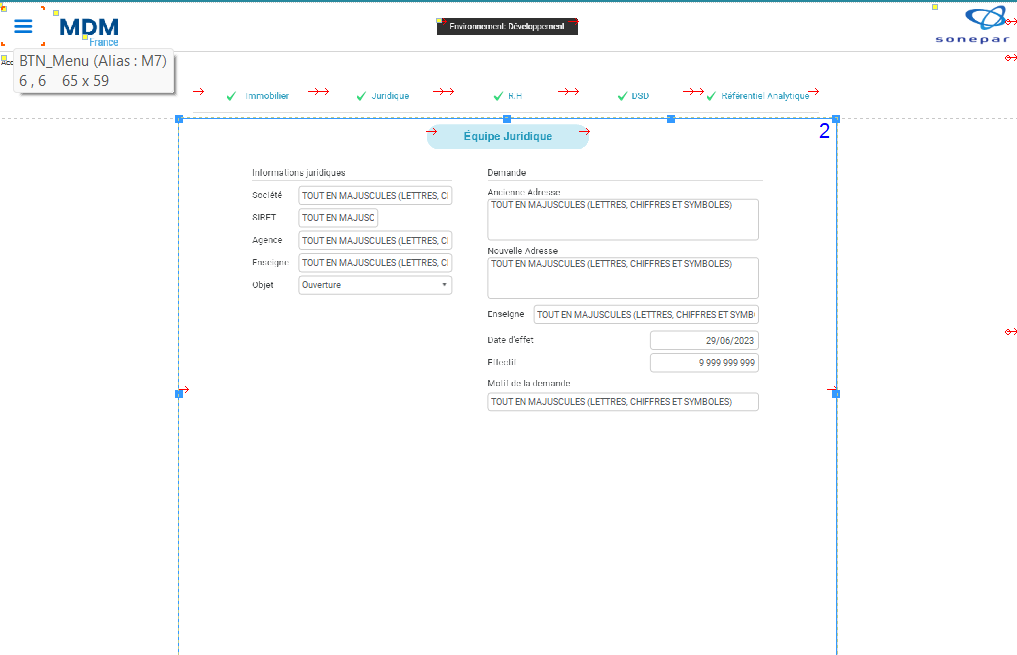 MDM
France
Environnement: Développement
sonepar
Acc
BTN_Menu (Alias : M7)
6 , 6 65 x 59
Immobilier
Juridique
R.H
DSD
Référentiel Analytique
2
Équipe Juridique
Informations juridiques
Société
TOUT EN MAJUSCULES (LETTRES, C
SIRET
TOUT EN MAJUSC
Agence
TOUT EN MAJUSCULES (LETTRES, C
Enseigne
TOUT EN MAJUSCULES (LETTRES, C
Objet
Ouverture
Demande
Ancienne Adresse
TOUT EN MAJUSCULES (LETTRES, CHIFFRES ET SYMBOLES)
Nouvelle Adresse
TOUT EN MAJUSCULES (LETTRES, CHIFFRES ET SYMBOLES)
Enseigne
TOUT EN MAJUSCULES (LETTRES, CHIFFRES ET SYMB
Date d'effet
29/06/2023
Effectif
9 999 999 999
Motif de la demande
TOUT EN MAJUSCULES (LETTRES, CHIFFRES ET SYMBOLES)